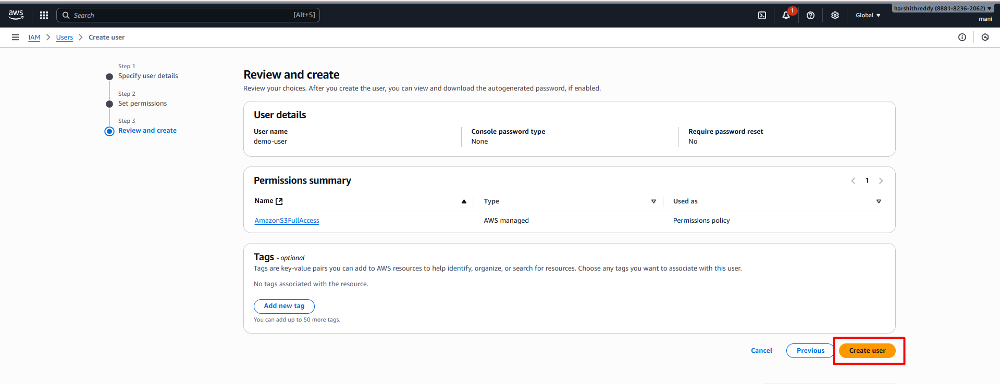 aws
Search
[Alt+S]
1
Global
harshithreddy (8881-8236-2062)
mani
IAM
Users
Create user
Step 1
Specify user details
Step 2
Set permissions
Step 3
Review and create
Review and create
Review your choices. After you create the user, you can view and download the autogenerated password, if enabled.
User details
User name
demo-user
Console password type
None
Require password reset
No
Permissions summary
1
Name
Type
Used as
AmazonS3FullAccess
AWS managed
Permissions policy
Tags - optional
Tags are key-value pairs you can add to AWS resources to help identify, organize, or search for resources. Choose any tags you want to associate with this user.
No tags associated with the resource.
Add new tag
You can add up to 50 more tags.
Cancel
Previous
Create user